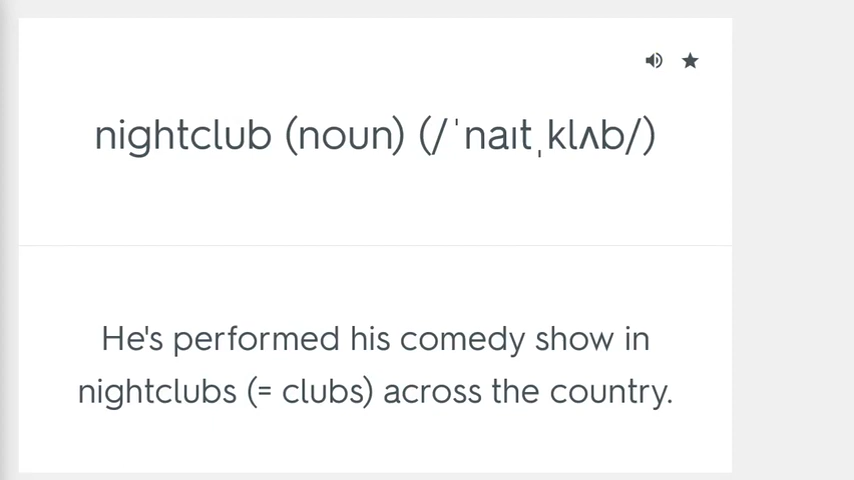 nightclub (noun) (/ˈnaɪtˌklʌb/)
He's performed his comedy show in
nightclubs (= clubs) across the country.